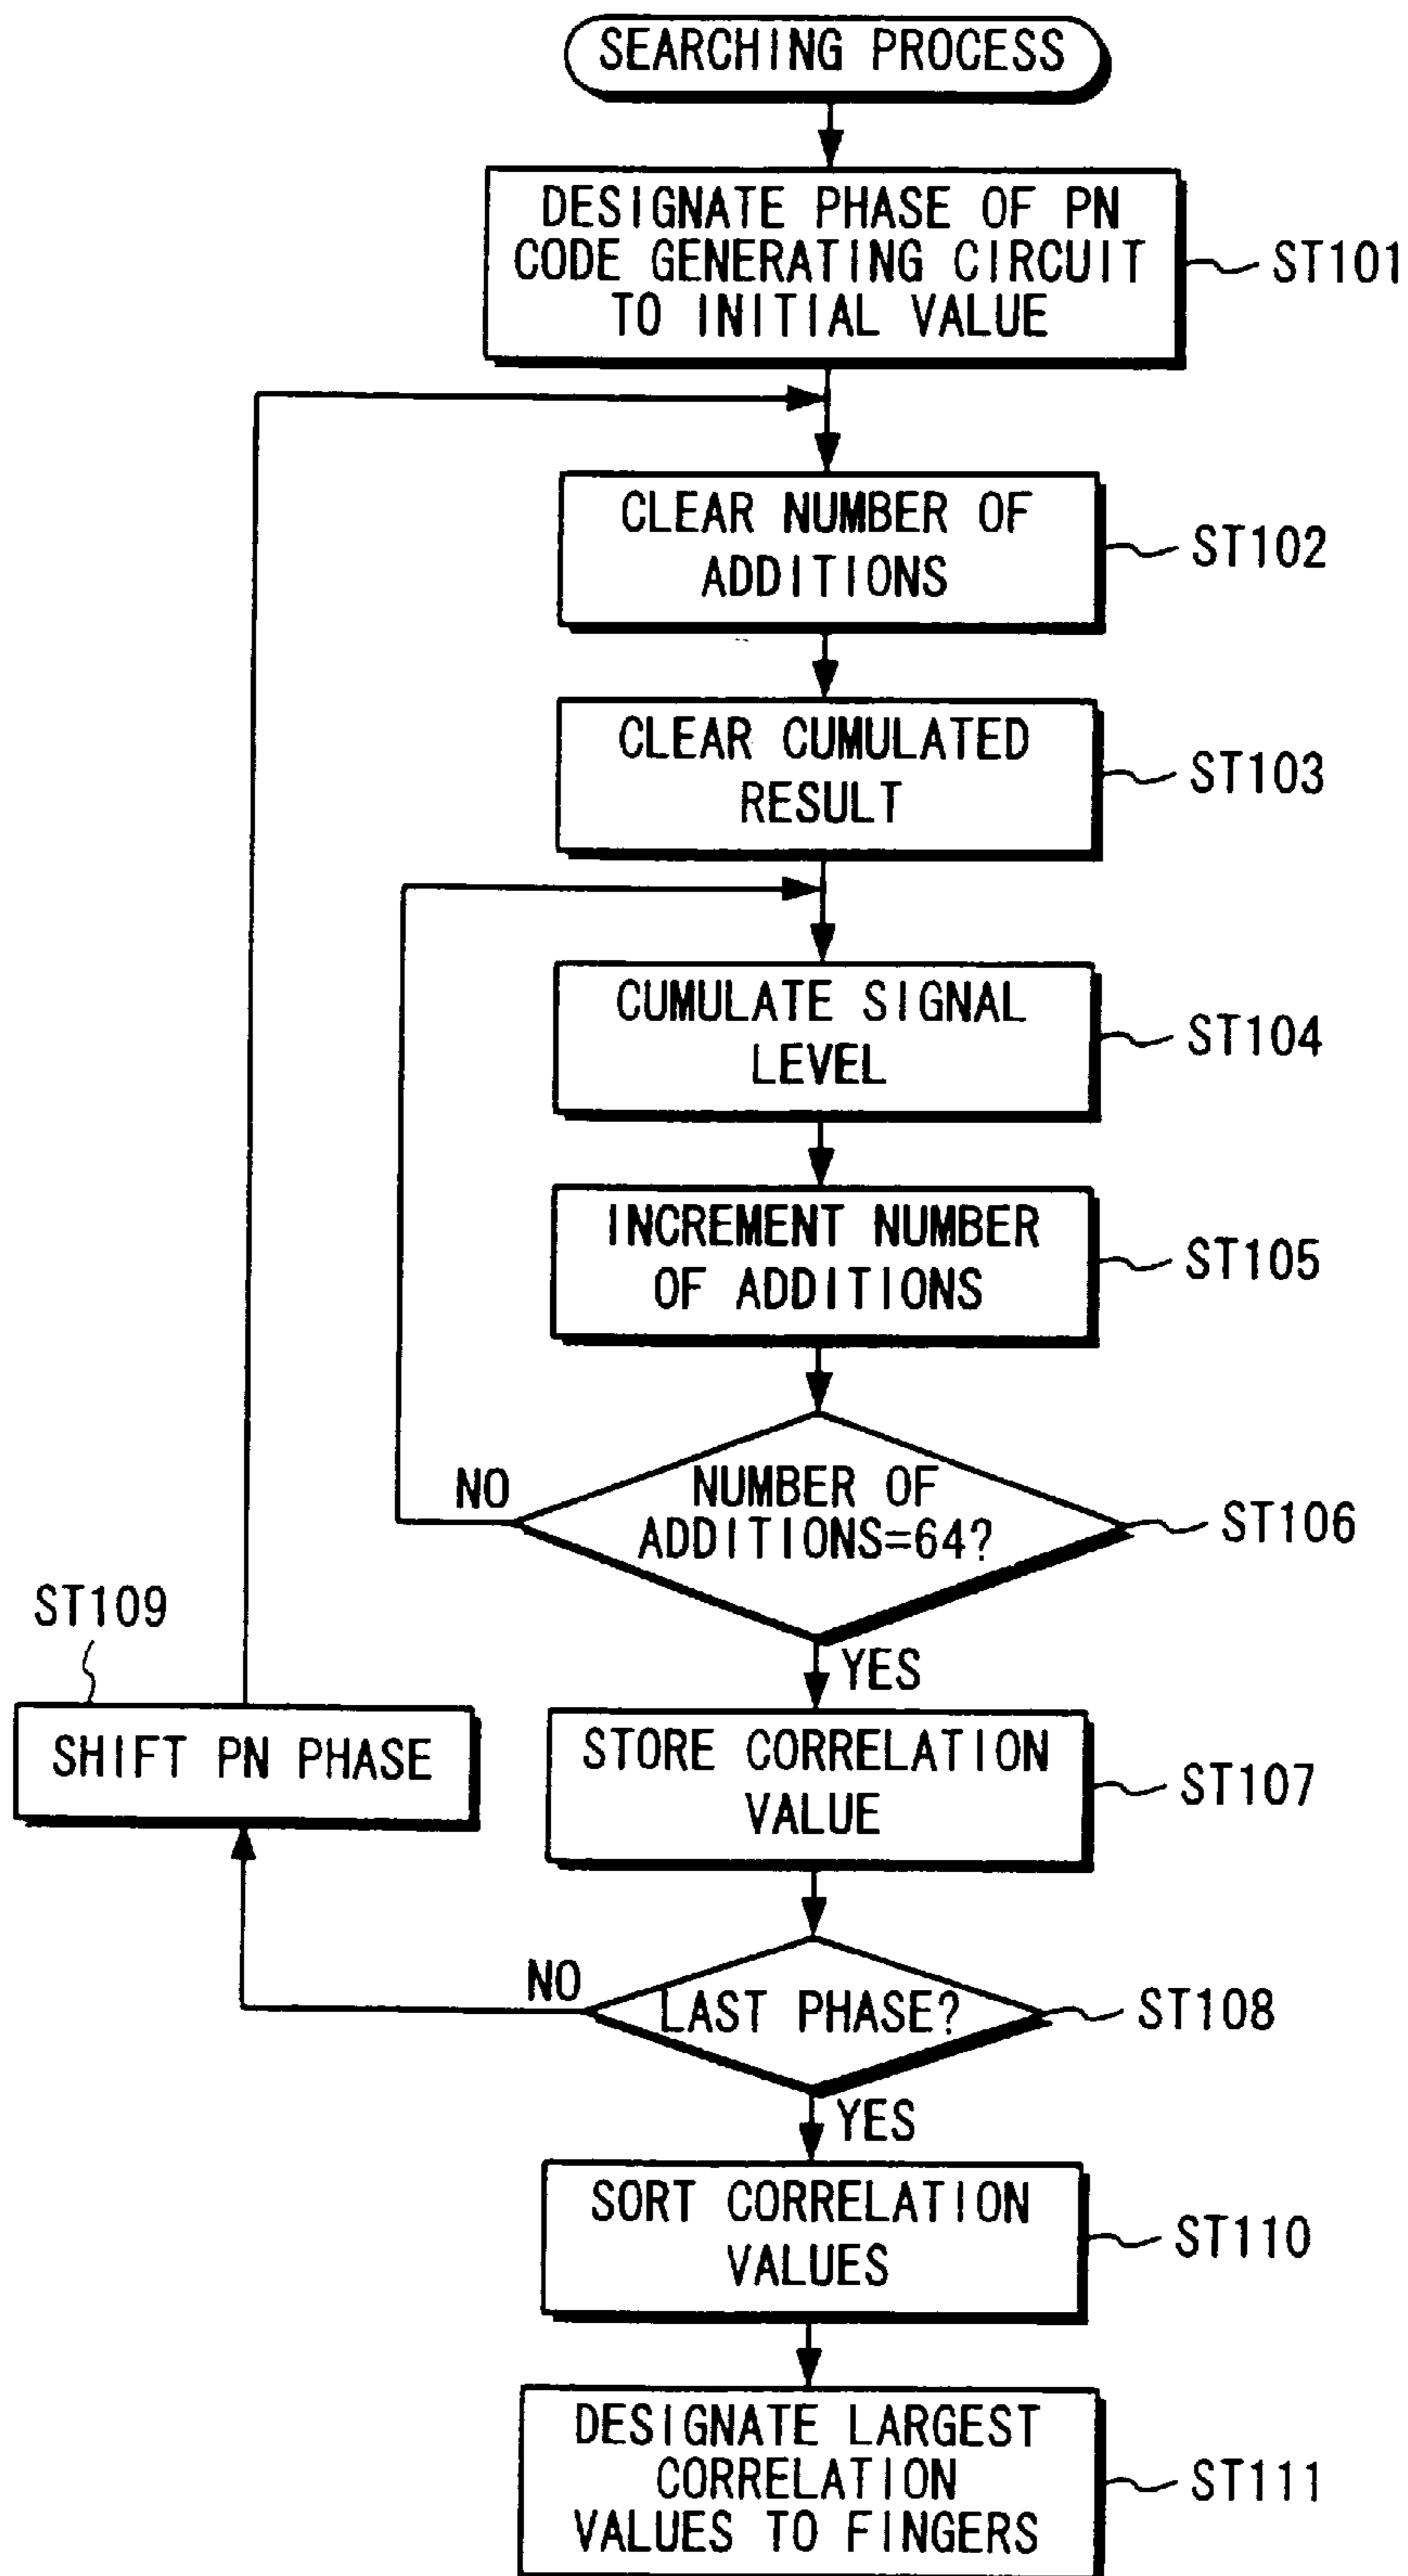 SEARCHING PROCESS
DESIGNATE PHASE OF PN
CODE GENERATING CIRCUIT
TO INITIAL VALUE
ST101
CLEAR NUMBER OF
ADDITIONS
ST102
CLEAR CUMULATED
RESULT
ST103
CUMULATE SIGNAL
LEVEL
ST104
INCREMENT NUMBER
OF ADDITIONS
ST105
NO
NUMBER OF
ADDITIONS=64?
ST106
YES
ST109
SHIFT PN PHASE
STORE CORRELATION
VALUE
ST107
NO
LAST PHASE?
ST108
YES
SORT CORRELATION
VALUES
ST110
DESIGNATE LARGEST
CORRELATION
VALUES TO FINGERS
ST111